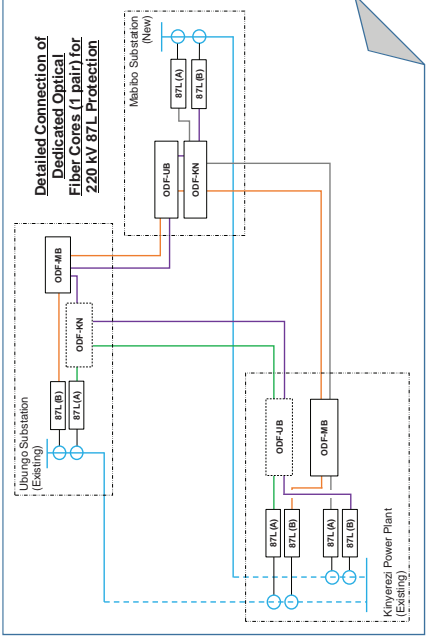 Detailed Connection of
Dedicated Optical
Fiber Cores (1 pair) for
220 kV 87L Protection
Ubungo Substation
(Existing)
87L(B)
87L(A)
ODF-MB
ODF-KN
Mabibo Substation
(New)
87L(A)
87L(B)
ODF-UB
ODF-KN
Kinyerezi Power Plant
(Existing)
87L(A)
87L(B)
87L(A)
87L(B)
ODF-UB
ODF-MB